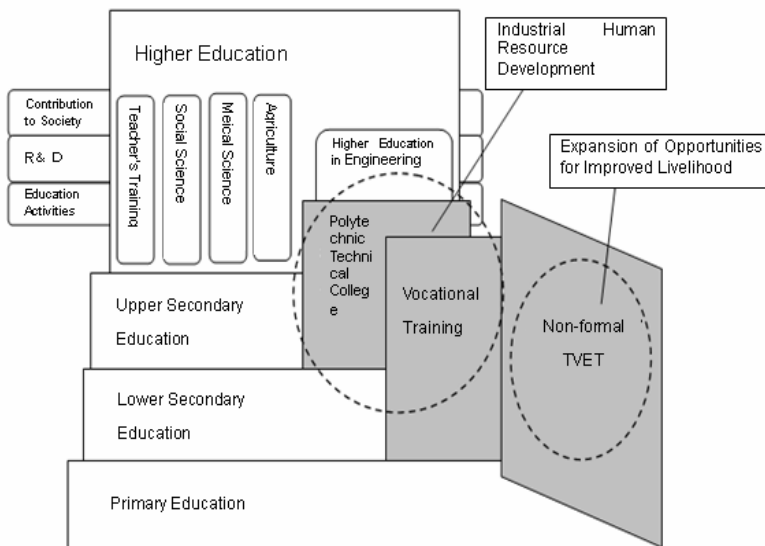 Industrial Human
Resource
Development
Higher Education
Contribution
to Society
R& D
Education
Activities
Teacher's Training
Social Science
Meical Science
Agriculture
Higher Education
in Engineering
Expansion of Opportunities
for Improved Livelihood
Polyte
chnic
Techni
cal
Colleg
e
Upper Secondary
Education
Vocational
Training
Non-formal
TVET
Lower Secondary
Education
Primary Education